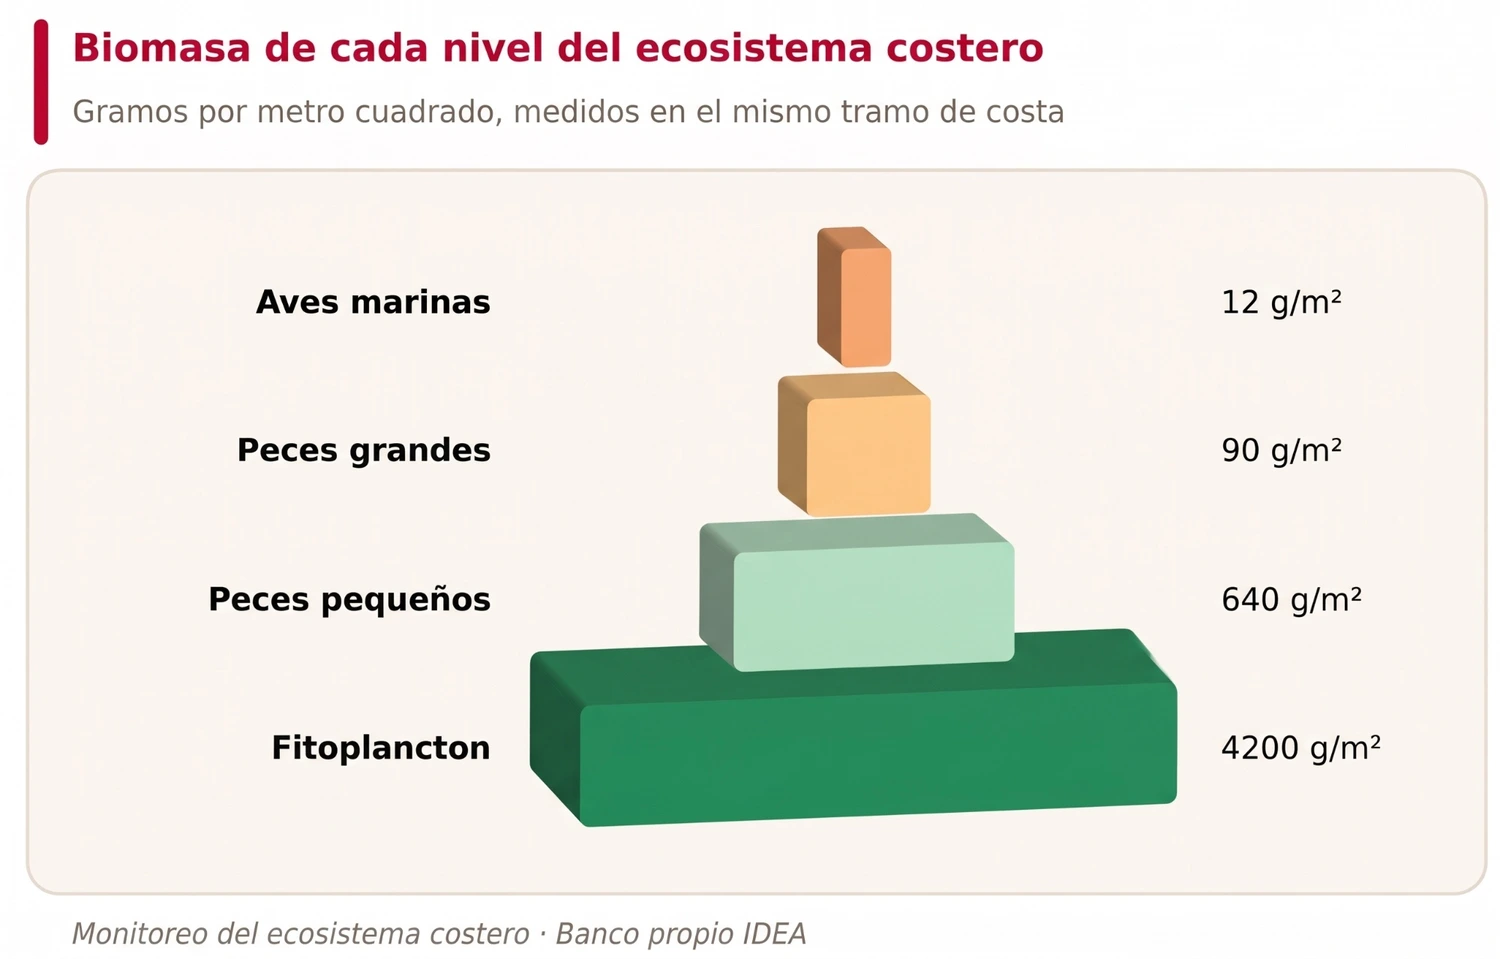 Biomasa de cada nivel del ecosistema costero
Gramos por metro cuadrado, medidos en el mismo tramo de costa
Aves marinas 12 g/m²
Peces grandes 90 g/m²
Peces pequeños 640 g/m²
Fitoplancton 4200 g/m²
Monitoreo del ecosistema costero · Banco propio IDEA